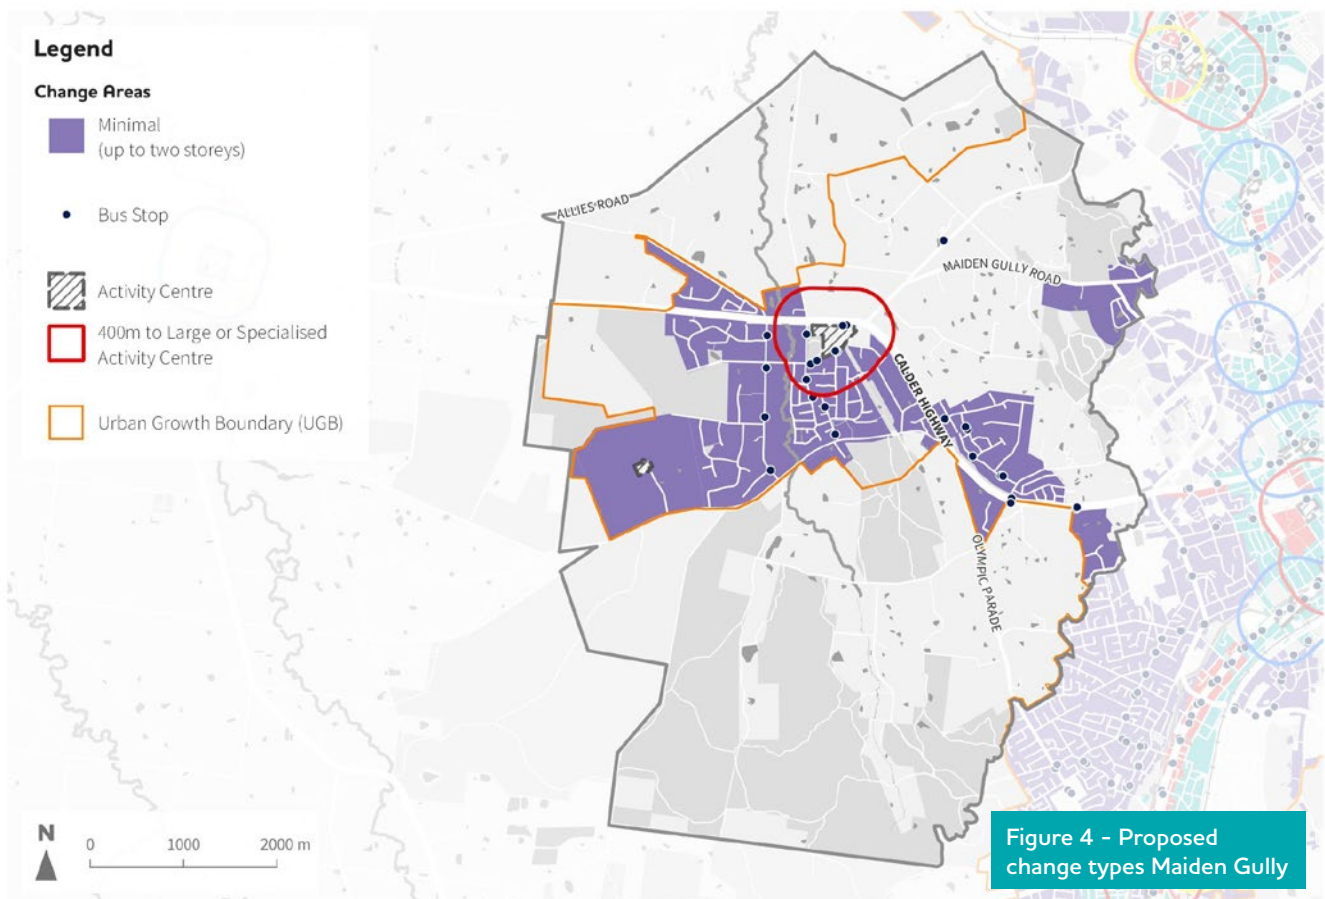 Legend
Change Areas
Minimal
(up to two storeys)
Bus Stop
Activity Centre
400m to Large or Specialised
Activity Centre
Urban Growth Boundary (UGB)
ALLIES ROAD
MAIDEN GULLY ROAD
CALDER HIGHWAY
OLYMPIC PARADE
N
0 1000 2000 m
Figure 4 - Proposed
change types Maiden Gully